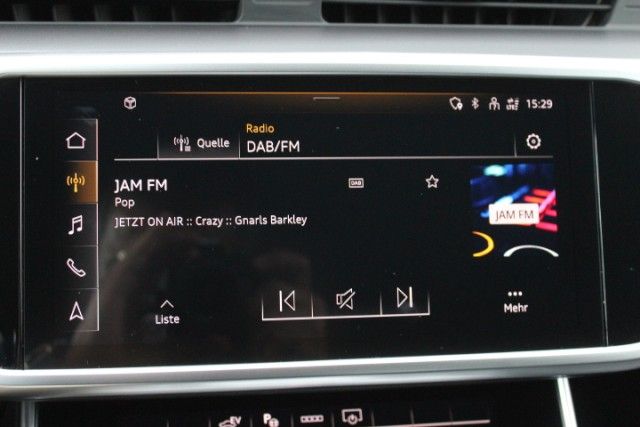 15:29
Radio
Quelle DAB/FM
JAM FM
DAB
Pop
JETZT ON AIR :: Crazy :: Gnarls Barkley
JAM FM
Liste
Mehr
EV
P